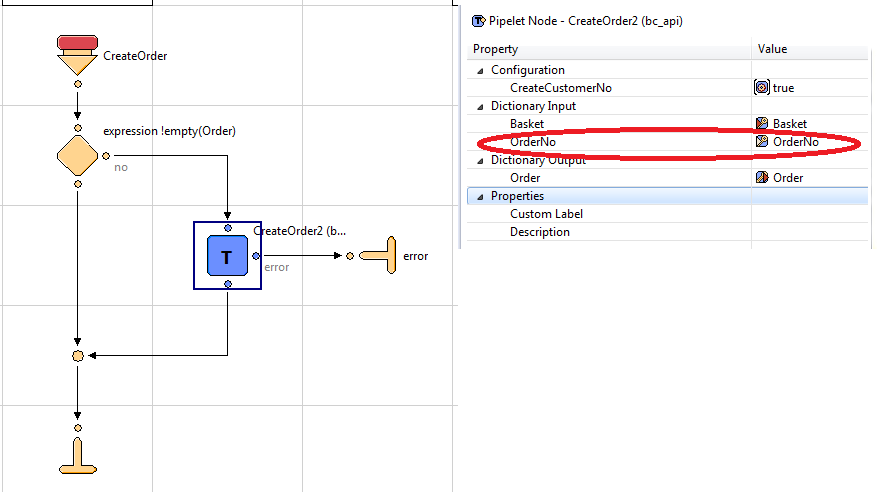 CreateOrder
expression !empty(Order)
no
T
CreateOrder2 (b...
error
error
T Pipelet Node - CreateOrder2 (bc_api)
Property Value
Configuration
CreateCustomerNo true
Dictionary Input
Basket Basket
OrderNo OrderNo
Dictionary Output
Order Order
Properties
Custom Label
Description